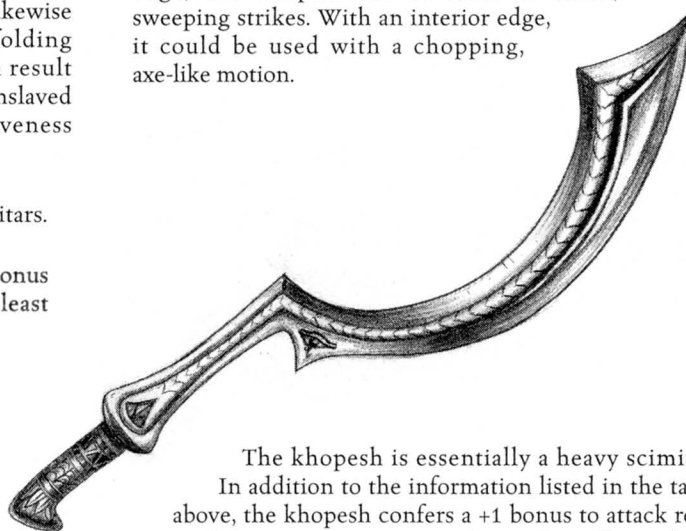 kewise
olding
result
nslaved
veness
itars.
onus
least
sweeping strikes. With an interior edge,
it could be used with a chopping,
axe-like motion.
The khopesh is essentially a heavy scimi
In addition to the information listed in the ta
above, the khopesh confers a +1 bonus to attack